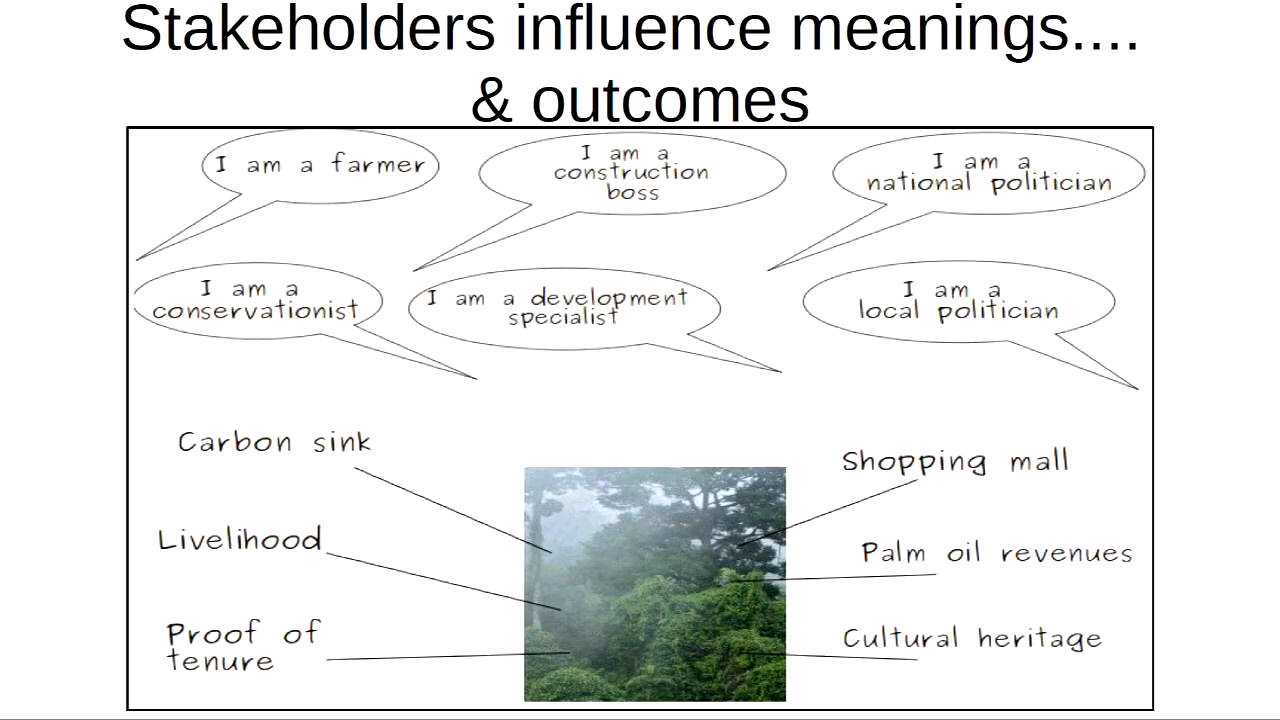 Stakeholders influence meanings....
& outcomes
I am a farmer
I am a
construction
boss
I am a
national politician
I am a
conservationist
I am a development
specialist
I am a
local politician
Carbon sink
Shopping mall
Livelihood
Palm oil revenues
Proof of
tenure
Cultural heritage